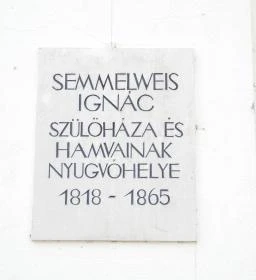 SEMMELWEIS
IGNÁC
SZÜLŐHÁZA ÉS
HAMVAINAK
NYUGVÓHELYE
1818 - 1865